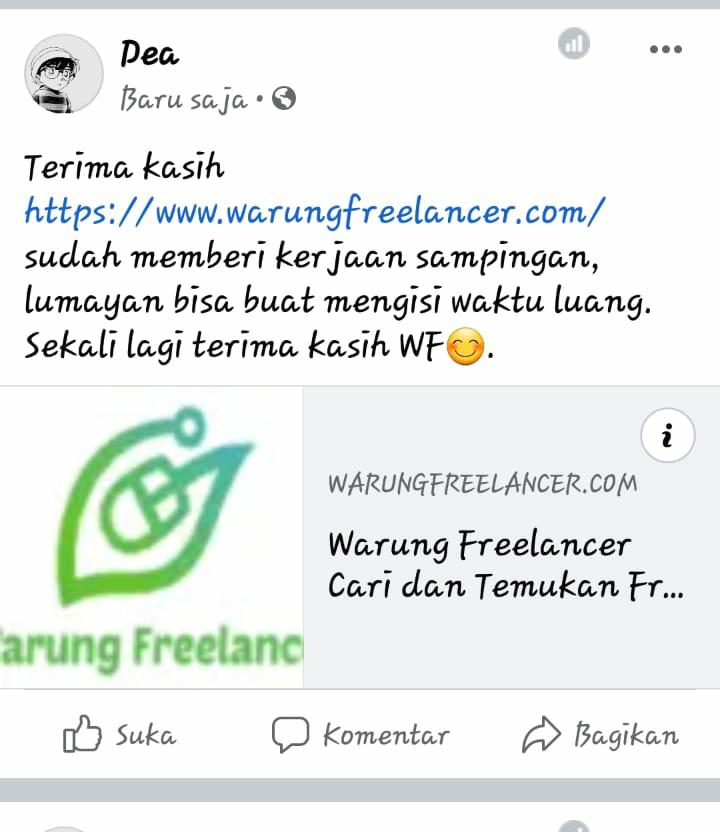 Dea
Baru saja •
Terima kasih
https://www.warungfreelancer.com/
sudah memberi kerjaan sampingan,
lumayan bisa buat mengisi waktu luang.
Sekali lagi terima kasih WF😊.
arung Freelanc
i
WARUNGFREELANCER.COM
Warung Freelancer
Cari dan Temukan Fr...
Suka
Komentar
Bagikan